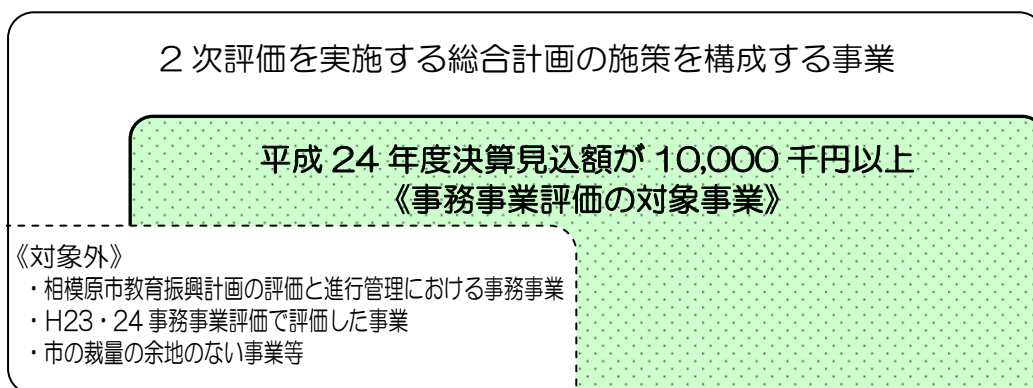 2次評価を実施する総合計画の施策を構成する事業
平成24年度決算見込額が10,000千円以上
《事務事業評価の対象事業》
《対象外》
・相模原市教育振興計画の評価と進行管理における事務事業
・H23・24事務事業評価で評価した事業
・市の裁量の余地のない事業等